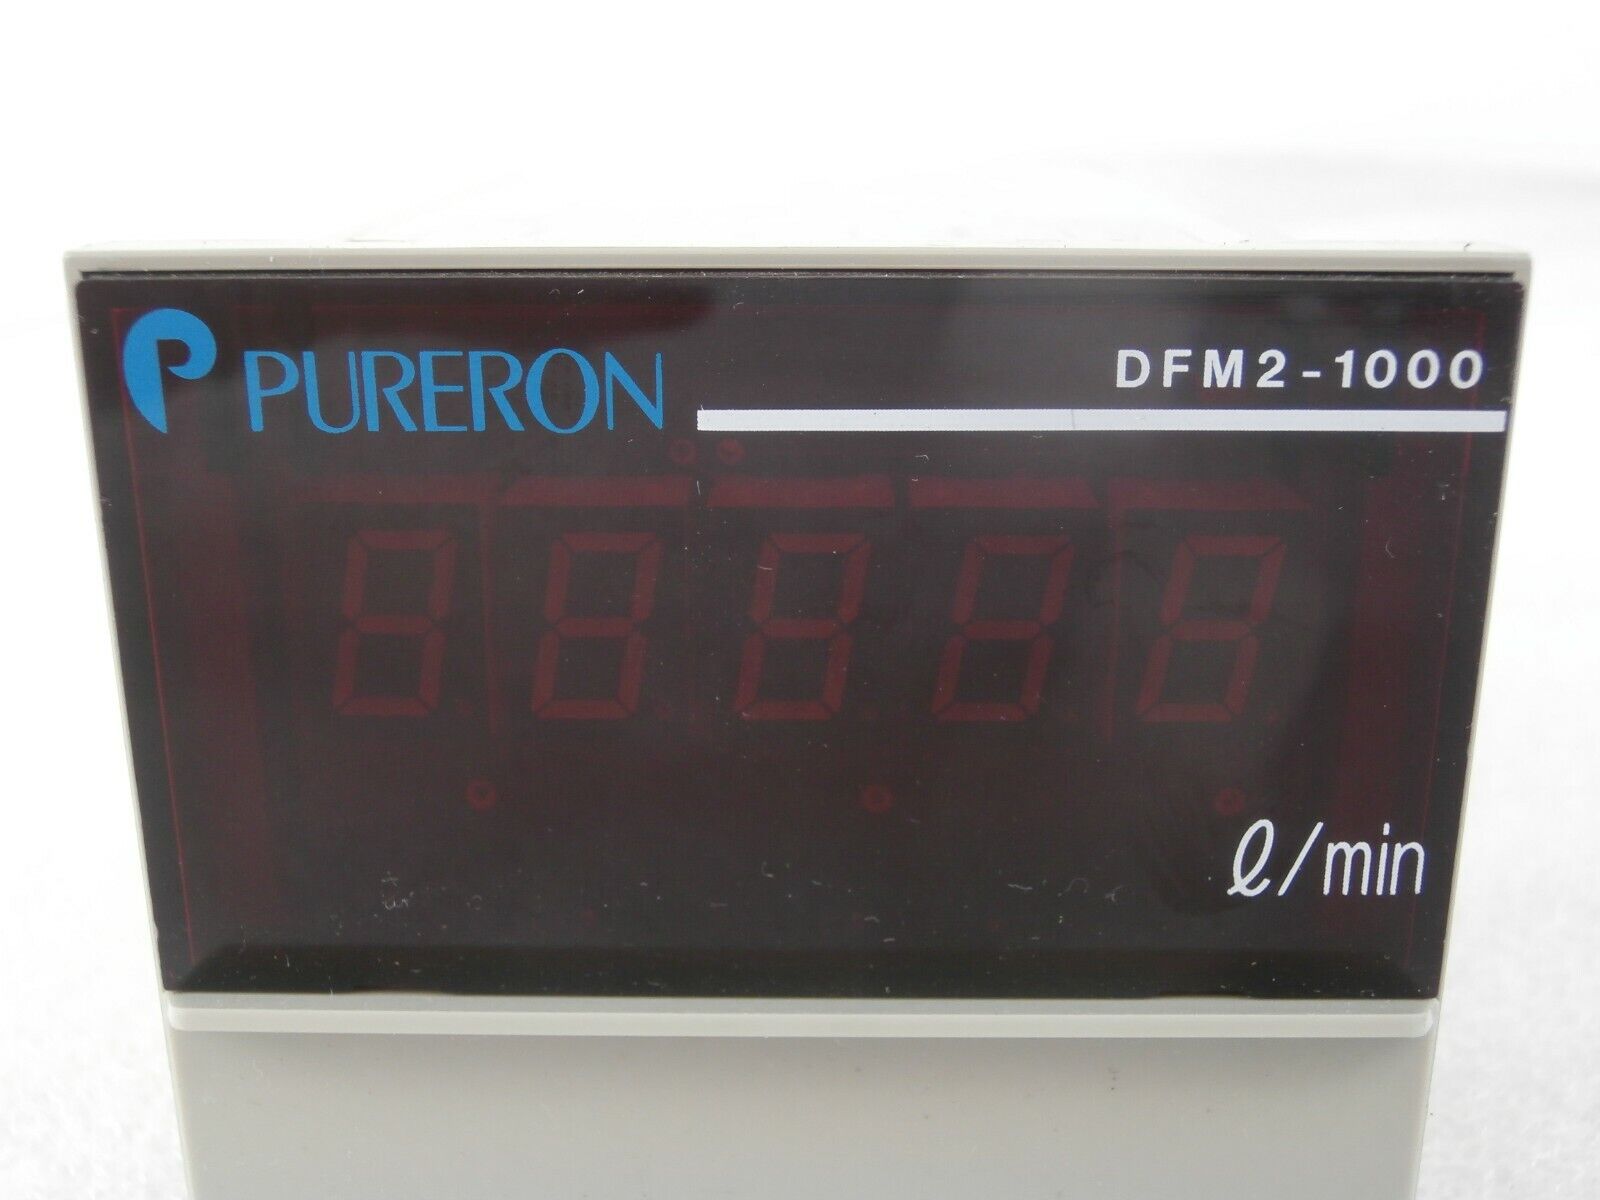 PURERON
DFM2-1000
ℓ/min